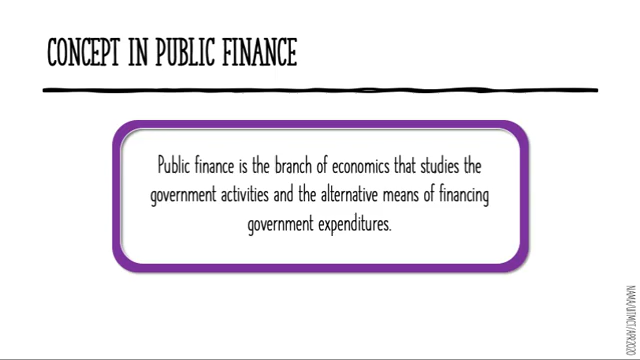 CONCEPT IN PUBLIC FINANCE
Public finance is the branch of economics that studies the
government activities and the alternative means of financing
government expenditures.